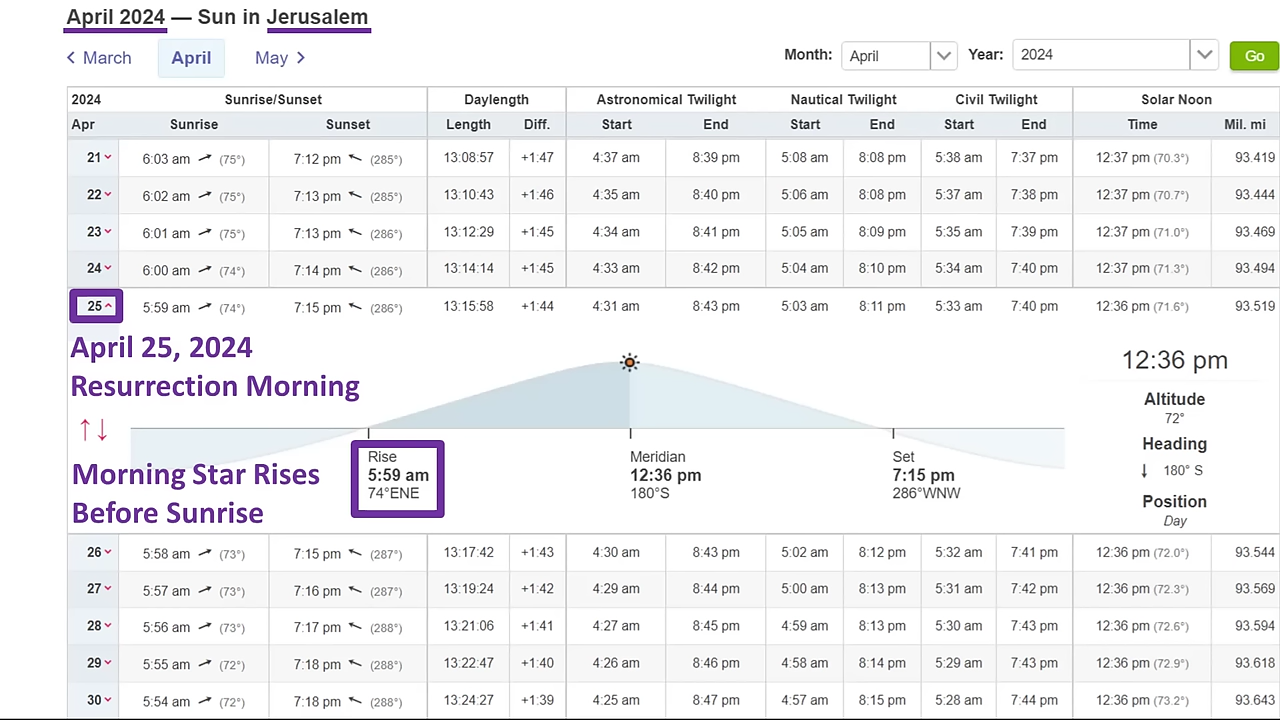 April 2024 — Sun in Jerusalem
March April May Month: April Year: 2024 Go
2024 Sunrise/Sunset Daylength Astronomical Twilight Nautical Twilight Civil Twilight Solar Noon
Apr Sunrise Sunset Length Diff. Start End Start End Start End Time Mil. mi
21 6:03 am (75°) 7:12 pm (285°) 13:08:57 +1:47 4:37 am 8:39 pm 5:08 am 8:08 pm 5:38 am 7:37 pm 12:37 pm (70.3°) 93.419
22 6:02 am (75°) 7:13 pm (285°) 13:10:43 +1:46 4:35 am 8:40 pm 5:06 am 8:08 pm 5:37 am 7:38 pm 12:37 pm (70.7°) 93.444
23 6:01 am (75°) 7:13 pm (286°) 13:12:29 +1:45 4:34 am 8:41 pm 5:05 am 8:09 pm 5:35 am 7:39 pm 12:37 pm (71.0°) 93.469
24 6:00 am (74°) 7:14 pm (286°) 13:14:14 +1:45 4:33 am 8:42 pm 5:04 am 8:10 pm 5:34 am 7:40 pm 12:37 pm (71.3°) 93.494
25 5:59 am (74°) 7:15 pm (286°) 13:15:58 +1:44 4:31 am 8:43 pm 5:03 am 8:11 pm 5:33 am 7:40 pm 12:36 pm (71.6°) 93.519
April 25, 2024
Resurrection Morning
Morning Star Rises
Before Sunrise
Rise
5:59 am
74°ENE
Meridian
12:36 pm
180°S
Set
7:15 pm
286°WNW
12:36 pm
Altitude
72°
Heading
180° S
Position
Day
26 5:58 am (73°) 7:15 pm (287°) 13:17:42 +1:43 4:30 am 8:43 pm 5:02 am 8:12 pm 5:32 am 7:41 pm 12:36 pm (72.0°) 93.544
27 5:57 am (73°) 7:16 pm (287°) 13:19:24 +1:42 4:29 am 8:44 pm 5:00 am 8:13 pm 5:31 am 7:42 pm 12:36 pm (72.3°) 93.569
28 5:56 am (73°) 7:17 pm (288°) 13:21:06 +1:41 4:27 am 8:45 pm 4:59 am 8:13 pm 5:30 am 7:43 pm 12:36 pm (72.6°) 93.594
29 5:55 am (72°) 7:18 pm (288°) 13:22:47 +1:40 4:26 am 8:46 pm 4:58 am 8:14 pm 5:29 am 7:43 pm 12:36 pm (72.9°) 93.618
30 5:54 am (72°) 7:18 pm (288°) 13:24:27 +1:39 4:25 am 8:47 pm 4:57 am 8:15 pm 5:28 am 7:44 pm 12:36 pm (73.2°) 93.643